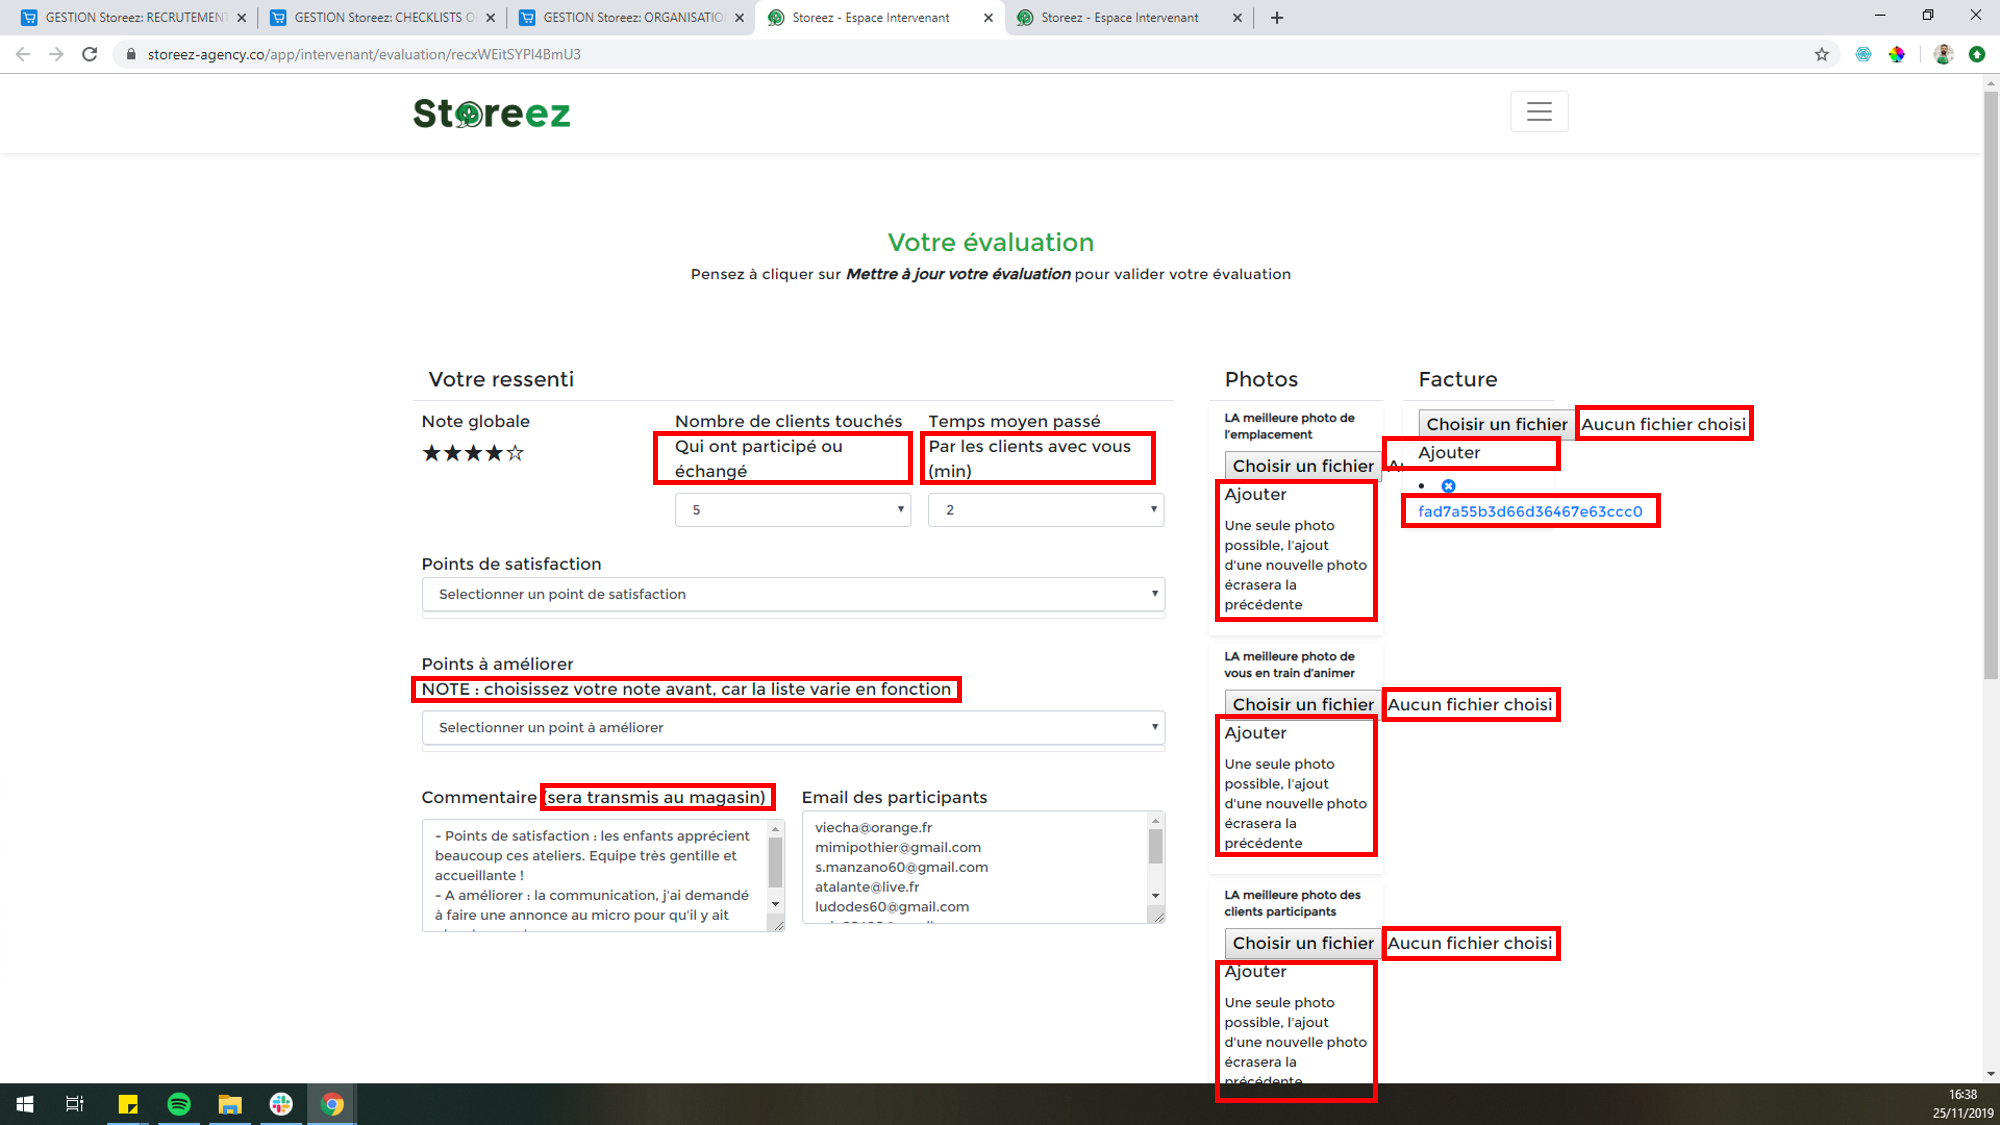 GESTION Storeez: RECRUTEMENT
GESTION Storeez: CHECKLISTS O
GESTION Storeez: ORGANISATIO
Storeez - Espace Intervenant
Storeez - Espace Intervenant
storeez-agency.co/app/intervenant/evaluation/recxWEitSYPl4BmU3
Storeez
Votre évaluation
Pensez à cliquer sur Mettre à jour votre évaluation pour valider votre évaluation
Votre ressenti
Note globale
Nombre de clients touchés
Qui ont participé ou
échangé
5
Temps moyen passé
Par les clients avec vous
(min)
2
Points de satisfaction
Selectionner un point de satisfaction
Points à améliorer
NOTE : choisissez votre note avant, car la liste varie en fonction
Selectionner un point à améliorer
Commentaire (sera transmis au magasin)
- Points de satisfaction : les enfants apprécient
beaucoup ces ateliers. Equipe très gentille et
accueillante !
- A améliorer : la communication, j'ai demandé
à faire une annonce au micro pour qu'il y ait
Email des participants
viecha@orange.fr
mimipothier@gmail.com
s.manzano60@gmail.com
atalante@live.fr
ludodes60@gmail.com
Photos
LA meilleure photo de
l'emplacement
Choisir un fichier
Ajouter
Une seule photo
possible, l'ajout
d'une nouvelle photo
écrasera la
précédente
LA meilleure photo de
vous en train d'animer
Choisir un fichier Aucun fichier choisi
Ajouter
Une seule photo
possible, l'ajout
d'une nouvelle photo
écrasera la
précédente
LA meilleure photo des
clients participants
Choisir un fichier Aucun fichier choisi
Ajouter
Une seule photo
possible, l'ajout
d'une nouvelle photo
écrasera la
précédente
Facture
Choisir un fichier Aucun fichier choisi
Ajouter
fad7a55b3d66d36467e63ccc0
16:38
25/11/2019